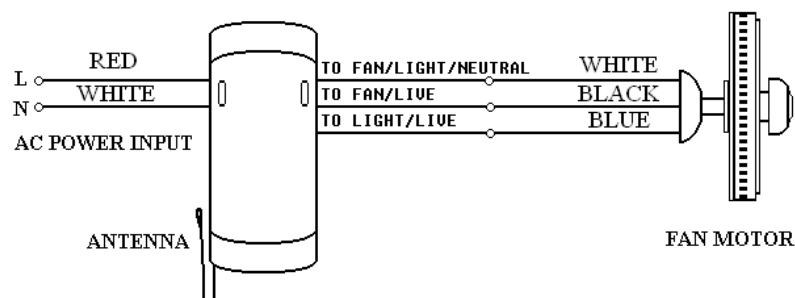 L RED TO FAN/LIGHT/NEUTRAL WHITE
N WHITE TO FAN/LIVE BLACK
TO LIGHT/LIVE BLUE
AC POWER INPUT
ANTENNA
FAN MOTOR